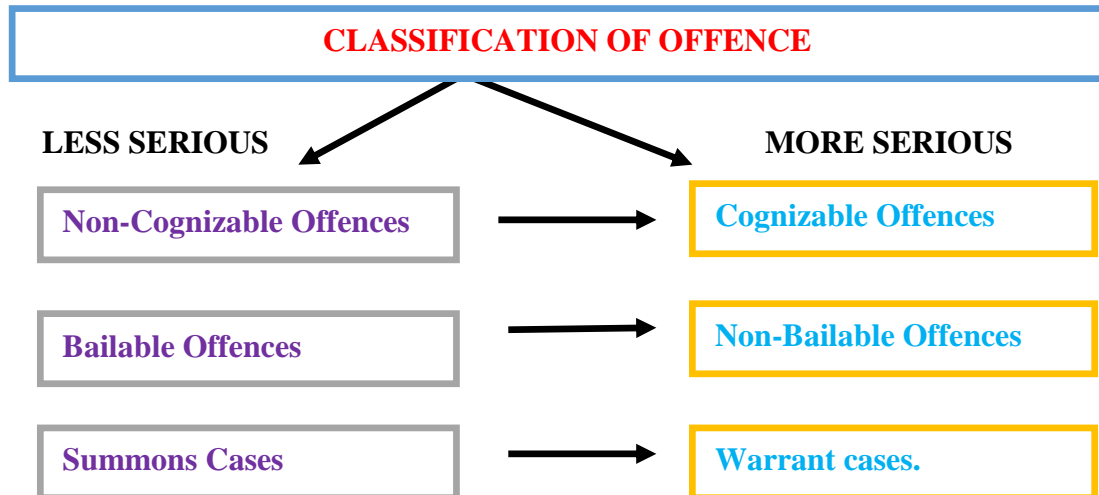 CLASSIFICATION OF OFFENCE
LESS SERIOUS
MORE SERIOUS
Non-Cognizable Offences
Cognizable Offences
Bailable Offences
Non-Bailable Offences
Summons Cases
Warrant cases.